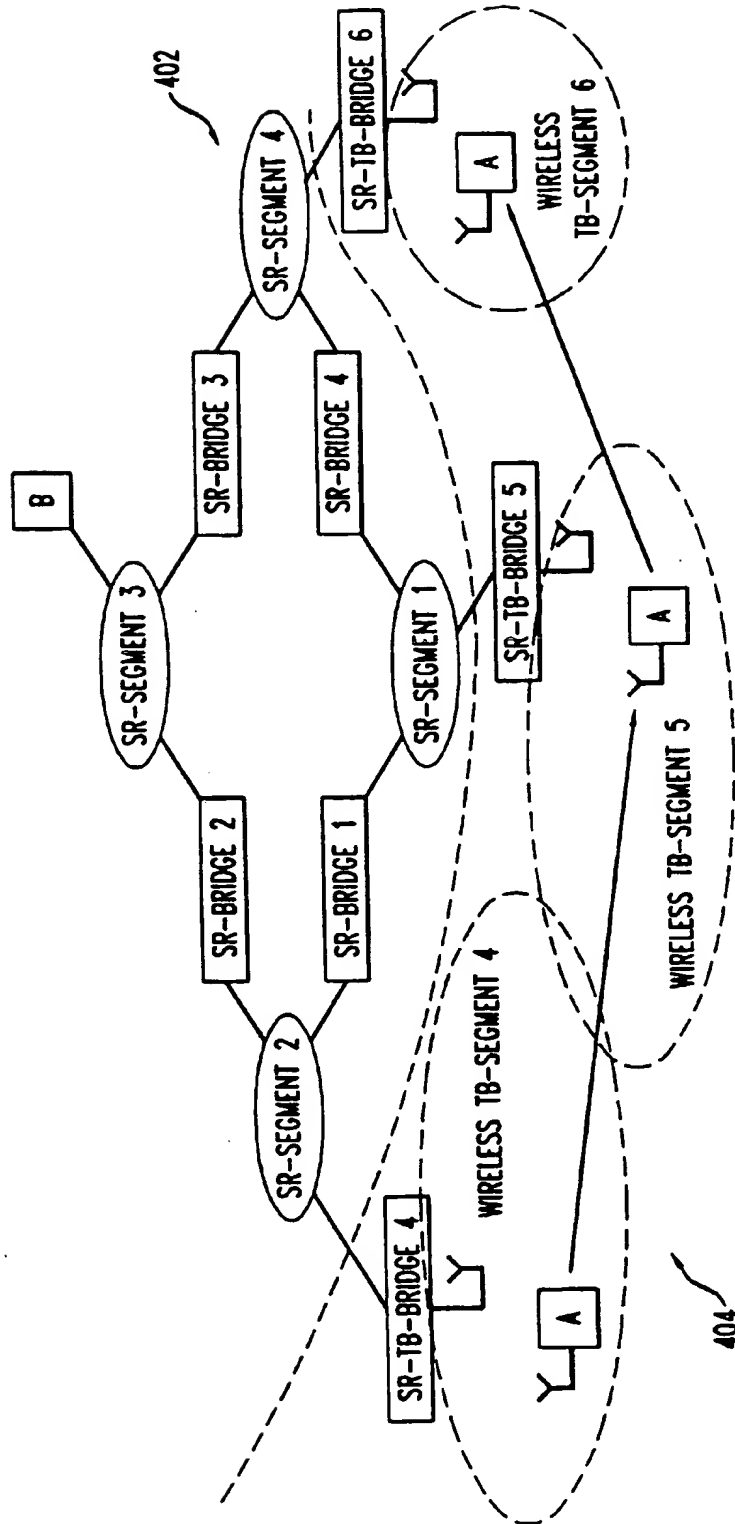 402
B
SR-SEGMENT 3
SR-BRIDGE 2
SR-BRIDGE 3
SR-SEGMENT 2
SR-SEGMENT 4
SR-BRIDGE 1
SR-BRIDGE 4
SR-SEGMENT 1
SR-TB-BRIDGE 4
SR-TB-BRIDGE 5
SR-TB-BRIDGE 6
WIRELESS TB-SEGMENT 4
A
WIRELESS TB-SEGMENT 5
A
A
WIRELESS
TB-SEGMENT 6
404